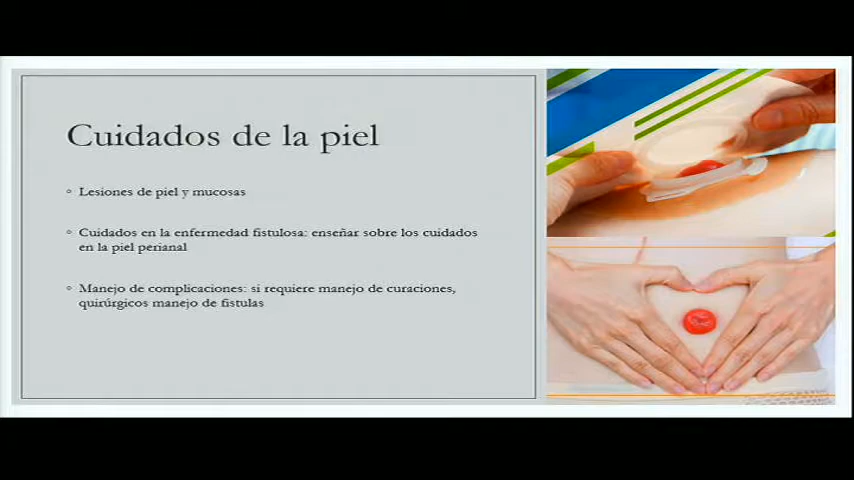 Cuidados de la piel
◦ Lesiones de piel y mucosas
◦ Cuidados en la enfermedad fistulosa: enseñar sobre los cuidados
en la piel perianal
◦ Manejo de complicaciones: si requiere manejo de curaciones,
quirúrgicos manejo de fistulas